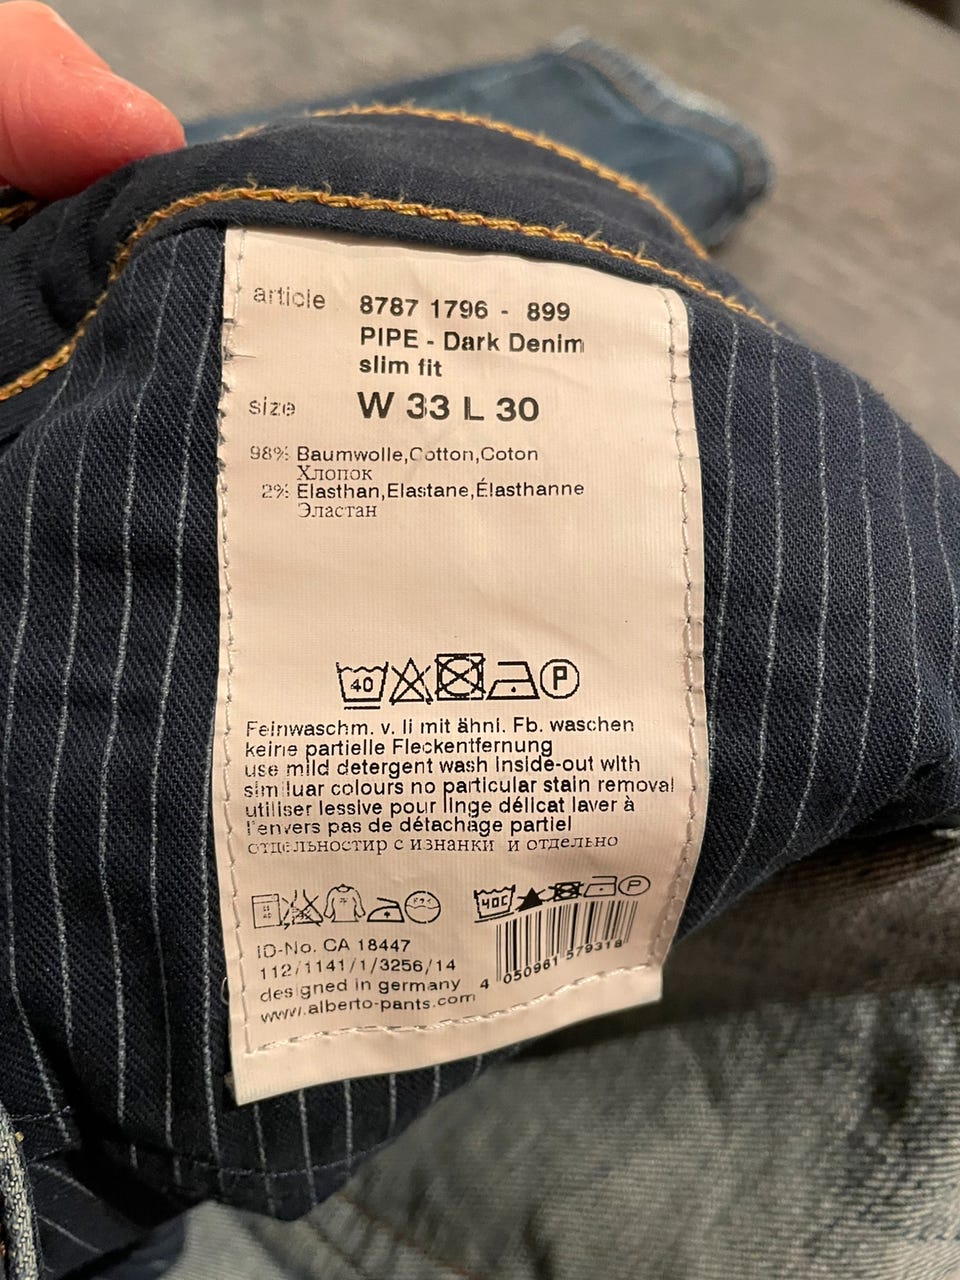 article 8787 1796 - 899
PIPE - Dark Denim
slim fit
size W 33 L 30
98% Baumwolle,Cotton,Coton
Хлопок
2% Elasthan,Elastane,Élasthanne
Эластан
40 P
Feinwaschm. v. li mit ähnl. Fb. waschen
keine partielle Fleckentfernung
use mild detergent wash inside-out with
simıluar colours no particular stain removal
utiliser lessive pour linge délicat laver à
l'envers pas de détachage partiel
отдельностир с изнанки и отдельно
40C P
ID-No. CA 18447
112/1141/1/3256/14
designed in germany
www.alberto-pants.com
4 050961 579318